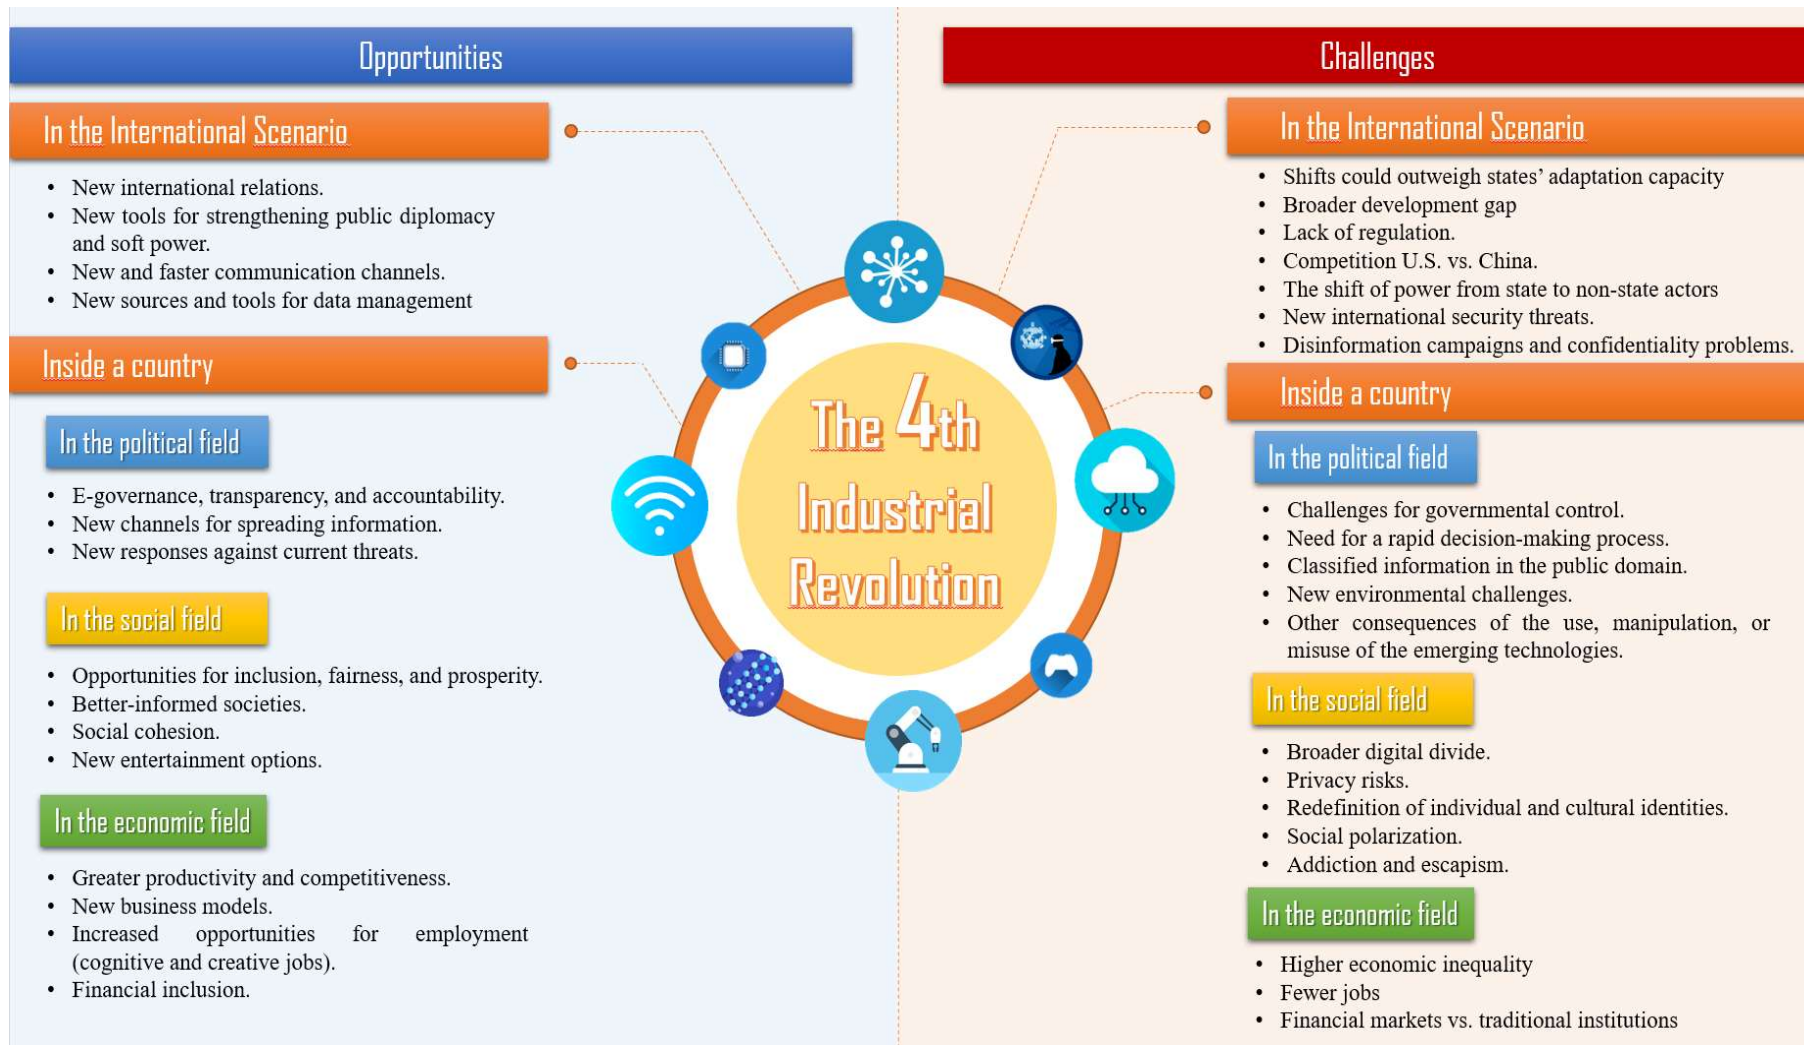 Opportunities
In the International Scenario
• New international relations.
• New tools for strengthening public diplomacy
and soft power.
• New and faster communication channels.
• New sources and tools for data management
Inside a country
In the political field
• E-governance, transparency, and accountability.
• New channels for spreading information.
• New responses against current threats.
In the social field
• Opportunities for inclusion, fairness, and prosperity.
• Better-informed societies.
• Social cohesion.
• New entertainment options.
In the economic field
• Greater productivity and competitiveness.
• New business models.
• Increased opportunities for employment
(cognitive and creative jobs).
• Financial inclusion.
The 4th
Industrial
Revolution
Challenges
In the International Scenario
• Shifts could outweigh states’ adaptation capacity
• Broader development gap
• Lack of regulation.
• Competition U.S. vs. China.
• The shift of power from state to non-state actors
• New international security threats.
• Disinformation campaigns and confidentiality problems.
Inside a country
In the political field
• Challenges for governmental control.
• Need for a rapid decision-making process.
• Classified information in the public domain.
• New environmental challenges.
• Other consequences of the use, manipulation, or
misuse of the emerging technologies.
In the social field
• Broader digital divide.
• Privacy risks.
• Redefinition of individual and cultural identities.
• Social polarization.
• Addiction and escapism.
In the economic field
• Higher economic inequality
• Fewer jobs
• Financial markets vs. traditional institutions